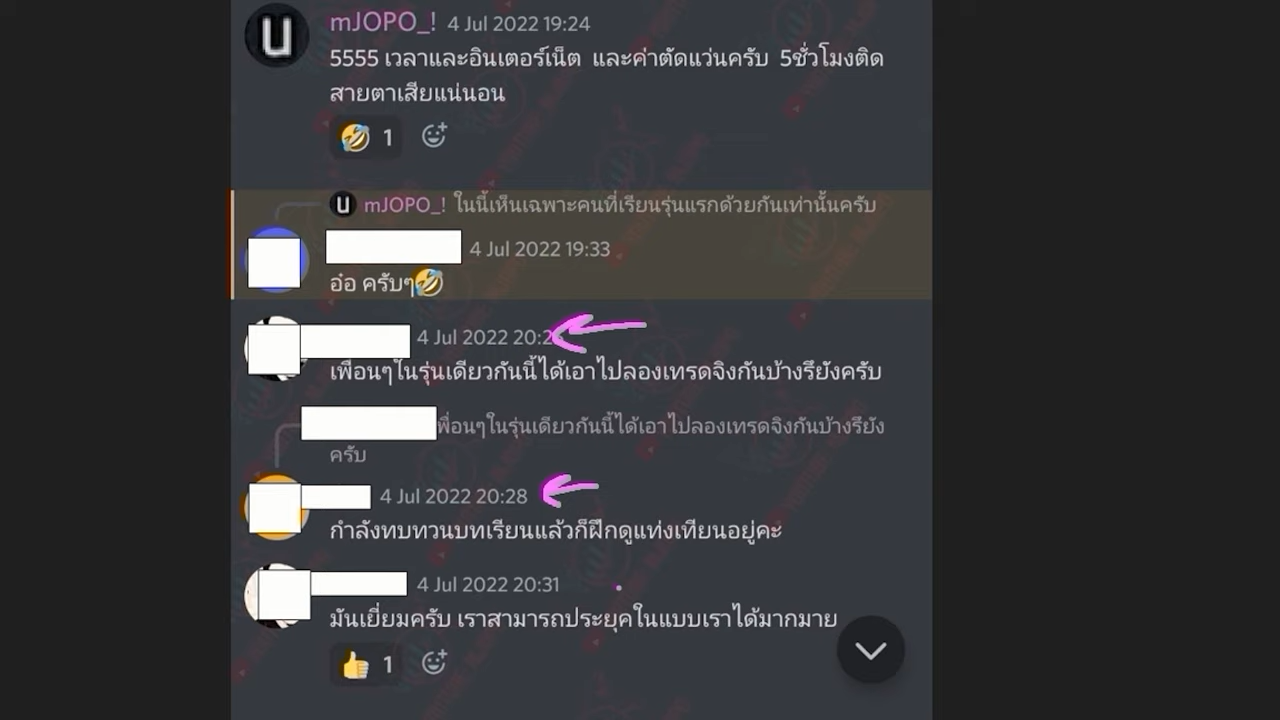 mJOPO_! 4 Jul 2022 19:24
5555 เวลาและอินเตอร์เน็ต และค่าตัดแว่นครับ 5ชั่วโมงติด
สายตาเสียแน่นอน
🤣 1
U mJOPO_! ในนี้เห็นเฉพาะคนที่เรียนรุ่นแรกด้วยกันเท่านั้นครับ
4 Jul 2022 19:33
อ๋อ ครับๆ🤣
4 Jul 2022
เพื่อนๆในรุ่นเดียวกันนี้ได้เอาไปลองเทรดจิงกันบ้างรึยังครับ
พื่อนๆในรุ่นเดียวกันนี้ได้เอาไปลองเทรดจิงกันบ้างรึยัง
ครับ
4 Jul 2022 20:28
กำลังทบทวนบทเรียนแล้วก็ฝึกดูแท่งเทียนอยู่คะ
4 Jul 2022 20:31
มันเยี่ยมครับ เราสามารถประยุคในแบบเราได้มากมาย
👍 1